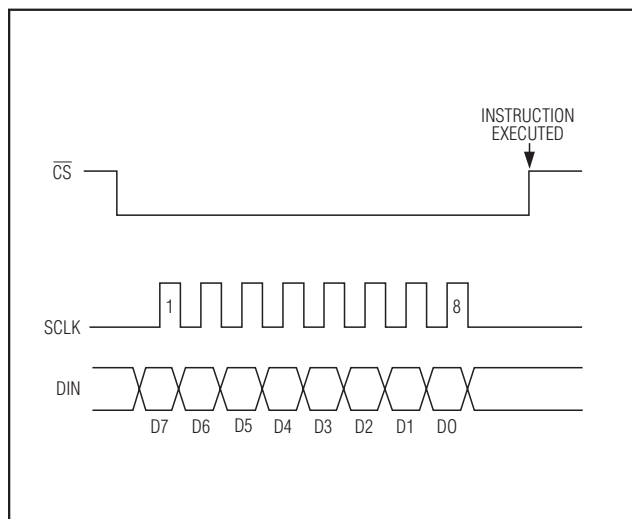 INSTRUCTION
EXECUTED
CS
1
8
SCLK
DIN
D7 D6 D5 D4 D3 D2 D1 D0